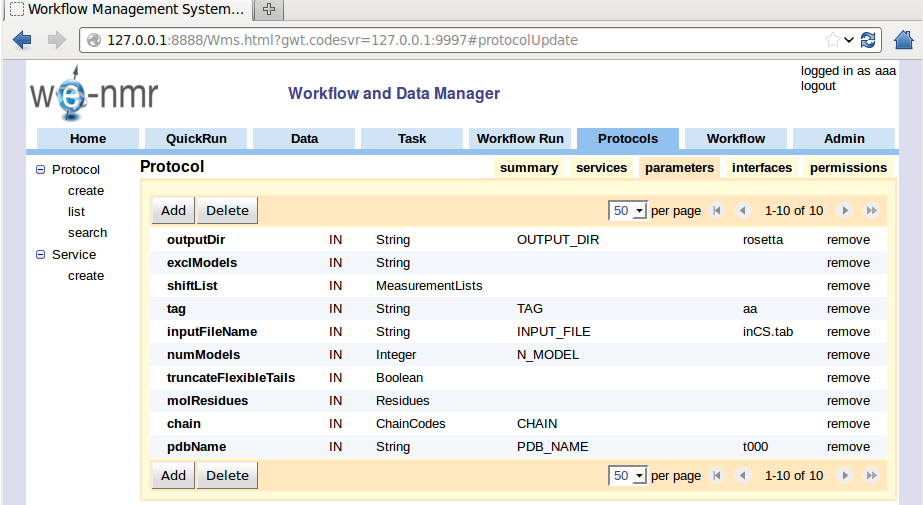 Workflow Management System...
127.0.0.1:8888/Wms.html?gwt.codesvr=127.0.0.1:9997#protocolUpdate
we-nmr
Workflow and Data Manager
logged in as aaa
logout
Home QuickRun Data Task Workflow Run Protocols Workflow Admin
Protocol
create
list
search
Service
create
Protocol summary services parameters interfaces permissions
Add Delete 50 per page 1-10 of 10
outputDir IN String OUTPUT_DIR rosetta remove
exclModels IN String remove
shiftList IN MeasurementLists remove
tag IN String TAG aa remove
inputFileName IN String INPUT_FILE inCS.tab remove
numModels IN Integer N_MODEL remove
truncateFlexibleTails IN Boolean remove
molResidues IN Residues remove
chain IN ChainCodes CHAIN remove
pdbName IN String PDB_NAME t000 remove
Add Delete 50 per page 1-10 of 10